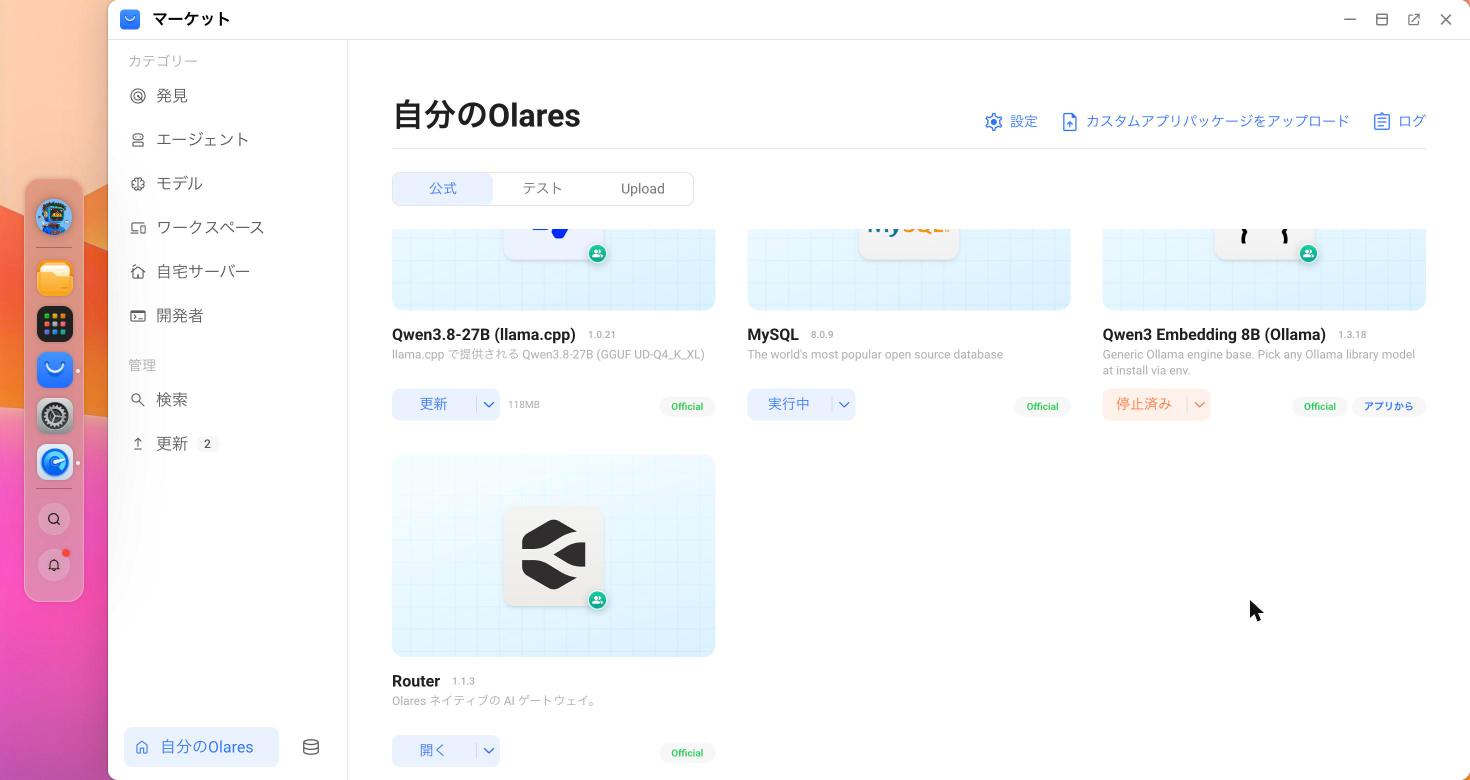 マーケット
カテゴリー
発見
エージェント
モデル
ワークスペース
自宅サーバー
開発者
管理
検索
更新 2
自分のOlares
自分のOlares
設定 カスタムアプリパッケージをアップロード ログ
公式 テスト Upload
MySQL
Qwen3.8-27B (llama.cpp) 1.0.21
llama.cpp で提供される Qwen3.8-27B (GGUF UD-Q4_K_XL)
更新 118MB Official
MySQL 8.0.9
The world's most popular open source database
実行中 Official
Qwen3 Embedding 8B (Ollama) 1.3.18
Generic Ollama engine base. Pick any Ollama library model
at install via env.
停止済み Official アプリから
Router 1.1.3
Olares ネイティブの AI ゲートウェイ。
開く Official